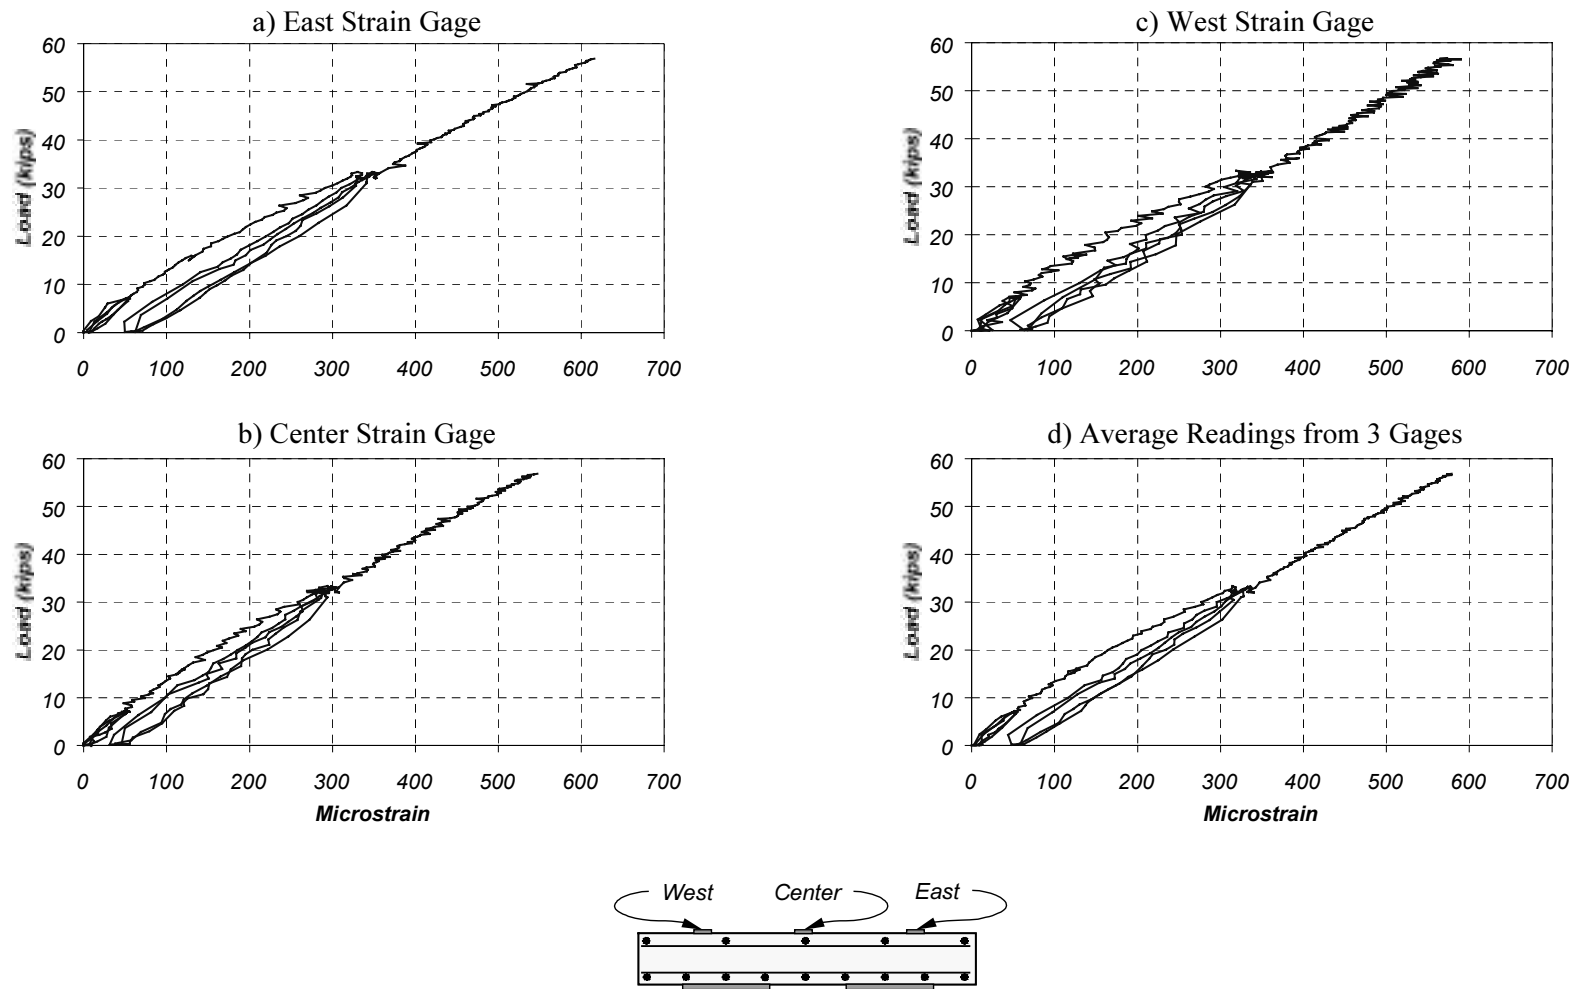 a) East Strain Gage
60
50
40
30
20
10
0
Load (kips)
0 100 200 300 400 500 600 700
c) West Strain Gage
60
50
40
30
20
10
0
Load (kips)
0 100 200 300 400 500 600 700
b) Center Strain Gage
60
50
40
30
20
10
0
Load (kips)
0 100 200 300 400 500 600 700
Microstrain
d) Average Readings from 3 Gages
60
50
40
30
20
10
0
Load (kips)
0 100 200 300 400 500 600 700
Microstrain
West Center East